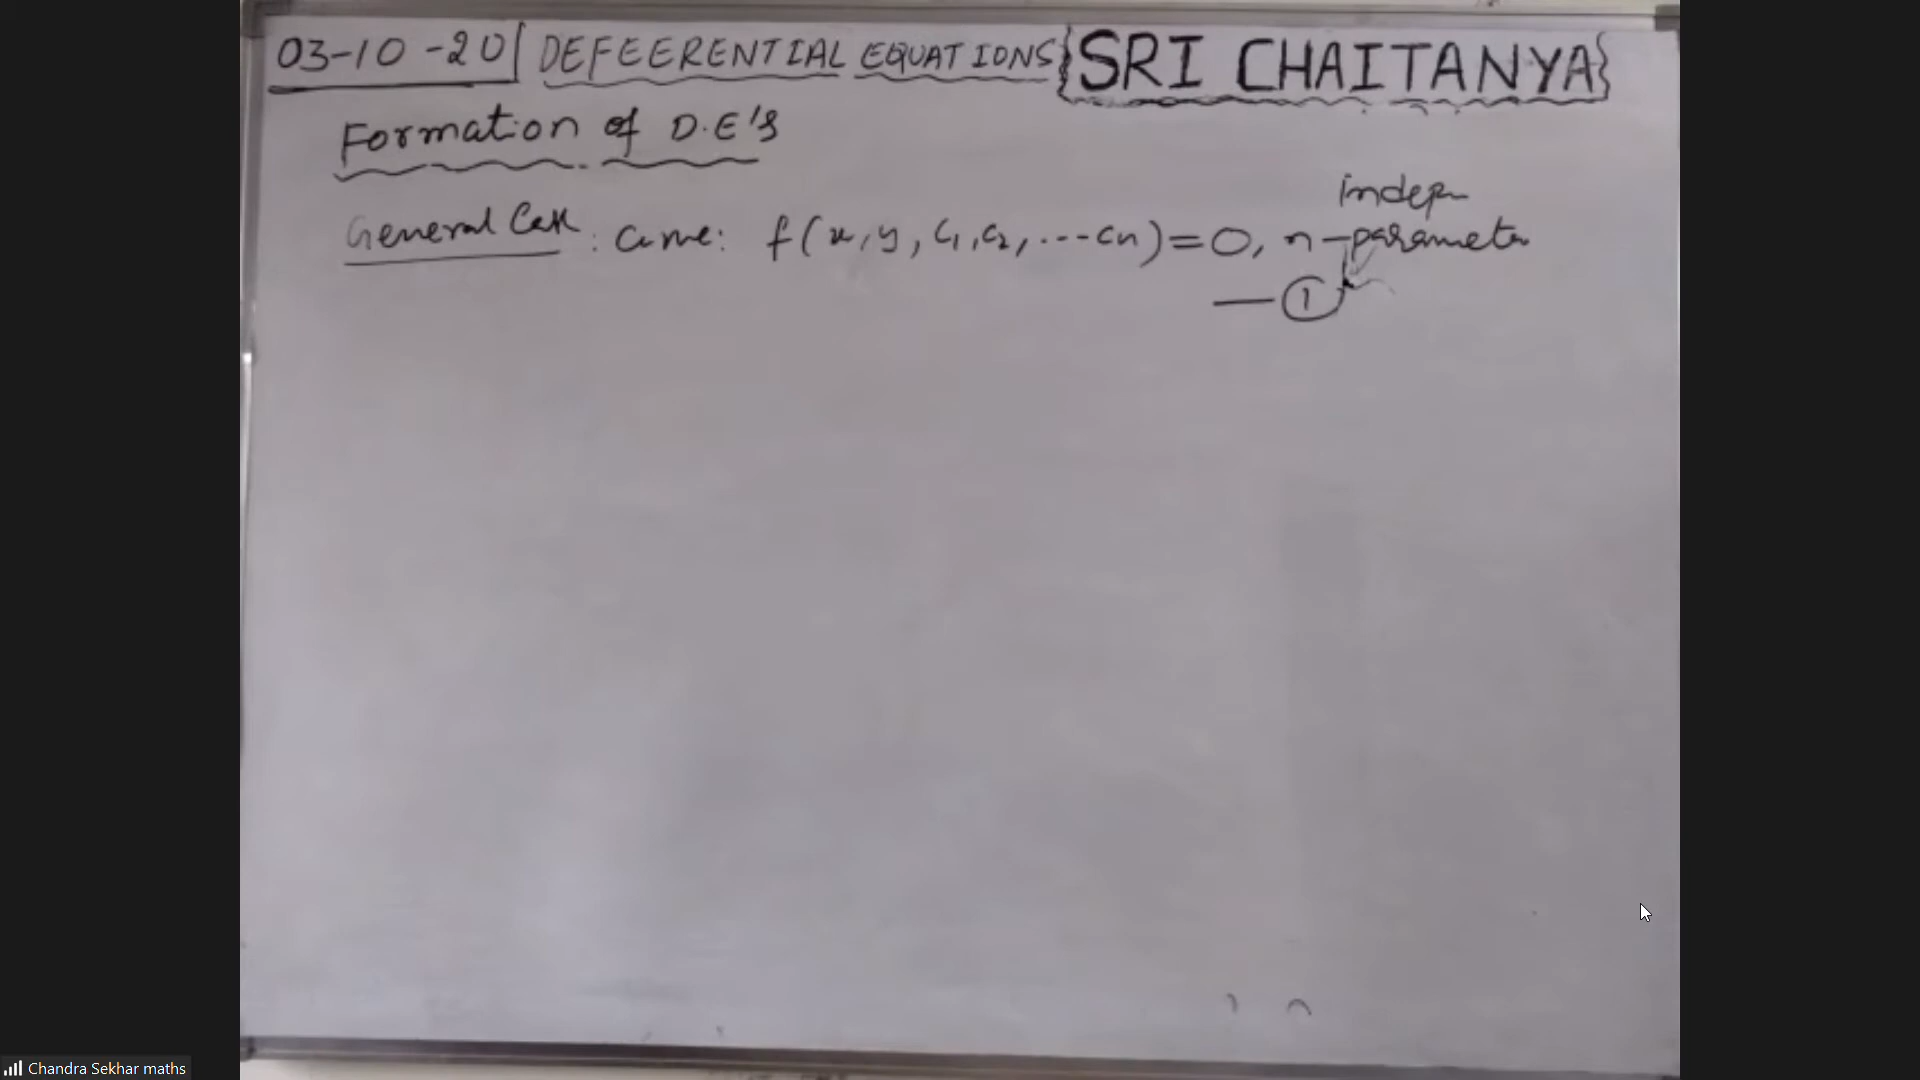 03-10-20 DEFEERENTIAL EQUATIONS {SRI CHAITANYA}
Formation of D.E's
indep
General Case : f(x, y, c1, c2, ...cn) = 0, n-parameter
— 1
Chandra Sekhar maths